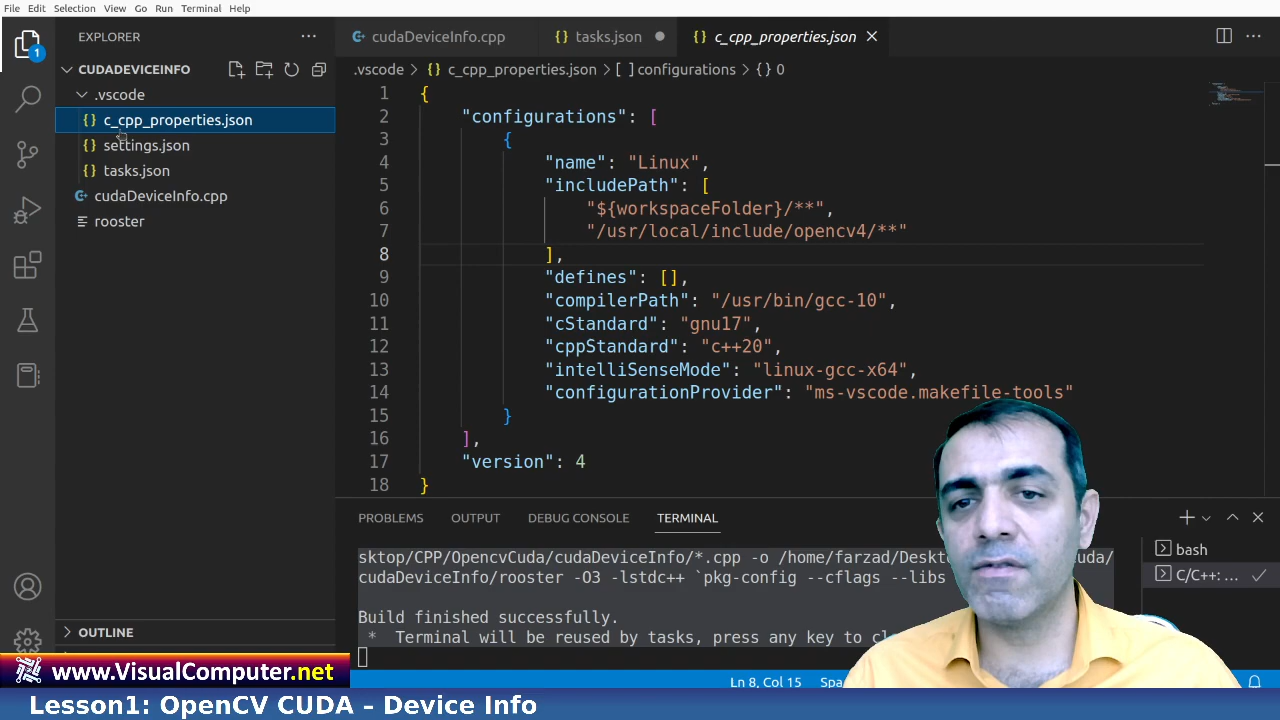 File Edit Selection View Go Run Terminal Help
EXPLORER
1
CUDADEVICEINFO
.vscode
{} c_cpp_properties.json
{} settings.json
{} tasks.json
cudaDeviceInfo.cpp
rooster
OUTLINE
cudaDeviceInfo.cpp {} tasks.json {} c_cpp_properties.json
.vscode > {} c_cpp_properties.json > [ ] configurations > {} 0
1 {
2 "configurations": [
3 {
4 "name": "Linux",
5 "includePath": [
6 "${workspaceFolder}/**",
7 "/usr/local/include/opencv4/**"
8 ],
9 "defines": [],
10 "compilerPath": "/usr/bin/gcc-10",
11 "cStandard": "gnu17",
12 "cppStandard": "c++20",
13 "intelliSenseMode": "linux-gcc-x64",
14 "configurationProvider": "ms-vscode.makefile-tools"
15 }
16 ],
17 "version": 4
18 }
PROBLEMS OUTPUT DEBUG CONSOLE TERMINAL
sktop/CPP/OpencvCuda/cudaDeviceInfo/*.cpp -o /home/farzad/Deskt uda/
cudaDeviceInfo/rooster -O3 -lstdc++ `pkg-config --cflags --libs
Build finished successfully.
* Terminal will be reused by tasks, press any key to cl
bash
C/C++: ...
Ln 8, Col 15
www.VisualComputer.net
Lesson1: OpenCV CUDA – Device Info